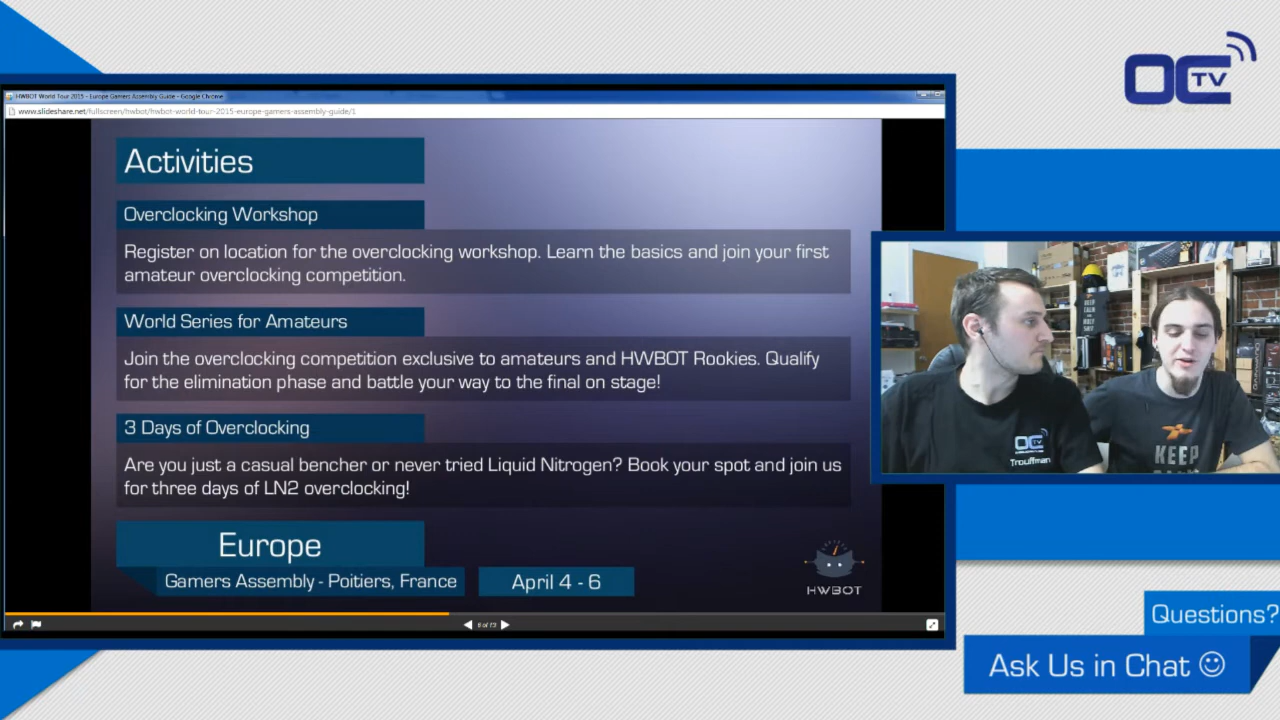 OC TV
HWBOT World Tour 2015 - Europe Gamers Assembly Guide - Google Chrome
www.slideshare.net/fullscreen/hwbot/hwbot-world-tour-2015-europe-gamers-assembly-guide/1
Activities
Overclocking Workshop
Register on location for the overclocking workshop. Learn the basics and join your first
amateur overclocking competition.
World Series for Amateurs
Join the overclocking competition exclusive to amateurs and HWBOT Rookies. Qualify
for the elimination phase and battle your way to the final on stage!
3 Days of Overclocking
Are you just a casual bencher or never tried Liquid Nitrogen? Book your spot and join us
for three days of LN2 overclocking!
Europe
Gamers Assembly - Poitiers, France
April 4 - 6
HWBOT
OC TV
Trouffman
KEEP
KEEP
CALM
Questions?
Ask Us in Chat ☺